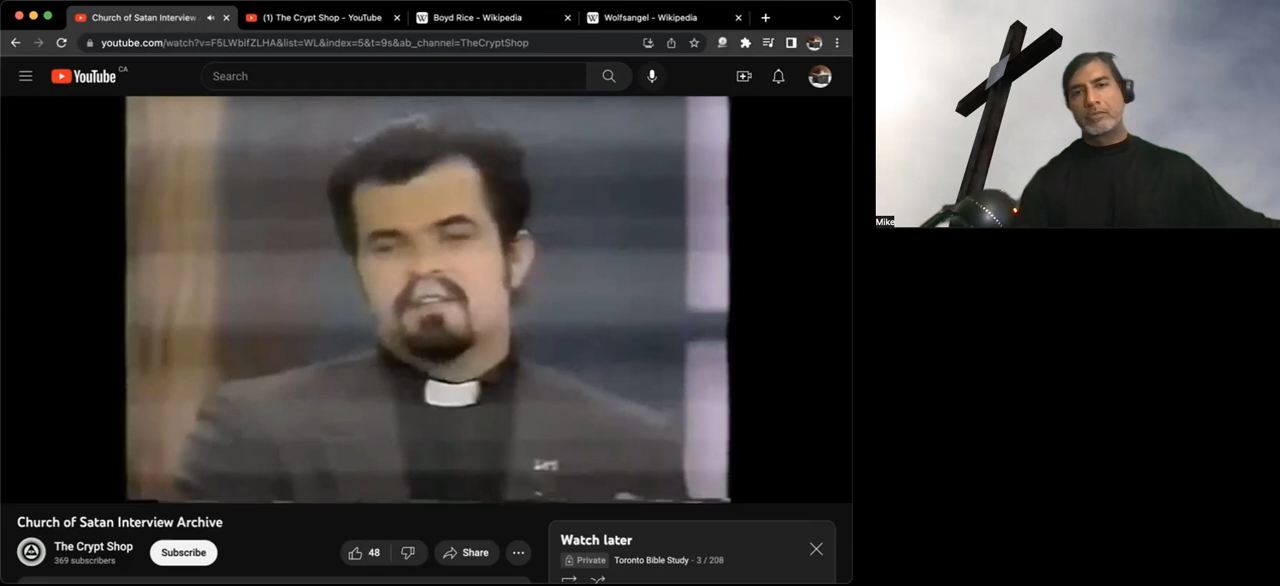 Church of Satan Interview
(1) The Crypt Shop - YouTube
Boyd Rice - Wikipedia
Wolfsangel - Wikipedia
youtube.com/watch?v=F5LWbifZLHA&list=WL&index=5&t=9s&ab_channel=TheCryptShop
YouTube CA
Search
Mike
Church of Satan Interview Archive
The Crypt Shop
369 subscribers
Subscribe
48
Share
Watch later
Private
Toronto Bible Study - 3 / 208